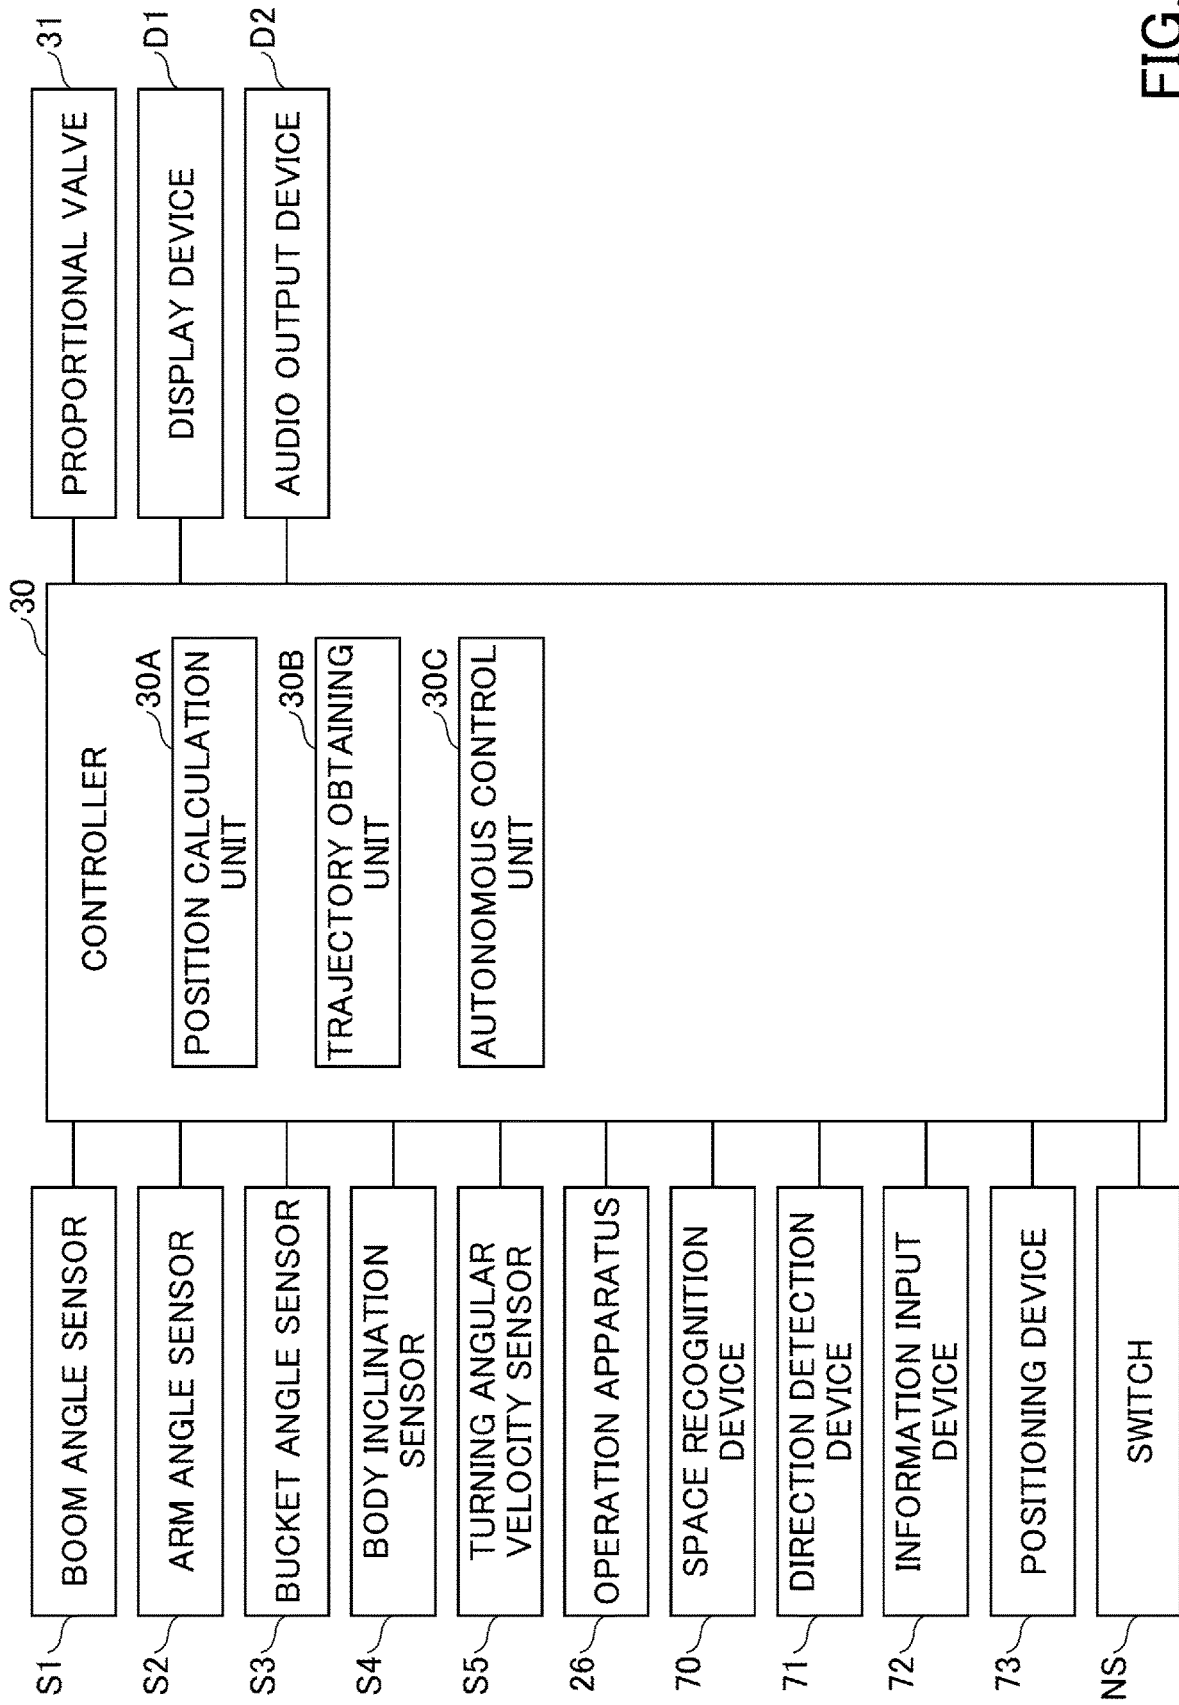 30
CONTROLLER
30A
POSITION CALCULATION
UNIT
30B
TRAJECTORY OBTAINING
UNIT
30C
AUTONOMOUS CONTROL
UNIT
S1
BOOM ANGLE SENSOR
S2
ARM ANGLE SENSOR
S3
BUCKET ANGLE SENSOR
S4
BODY INCLINATION
SENSOR
S5
TURNING ANGULAR
VELOCITY SENSOR
26
OPERATION APPARATUS
70
SPACE RECOGNITION
DEVICE
71
DIRECTION DETECTION
DEVICE
72
INFORMATION INPUT
DEVICE
73
POSITIONING DEVICE
NS
SWITCH
PROPORTIONAL VALVE
31
DISPLAY DEVICE
D1
AUDIO OUTPUT DEVICE
D2
FIG.